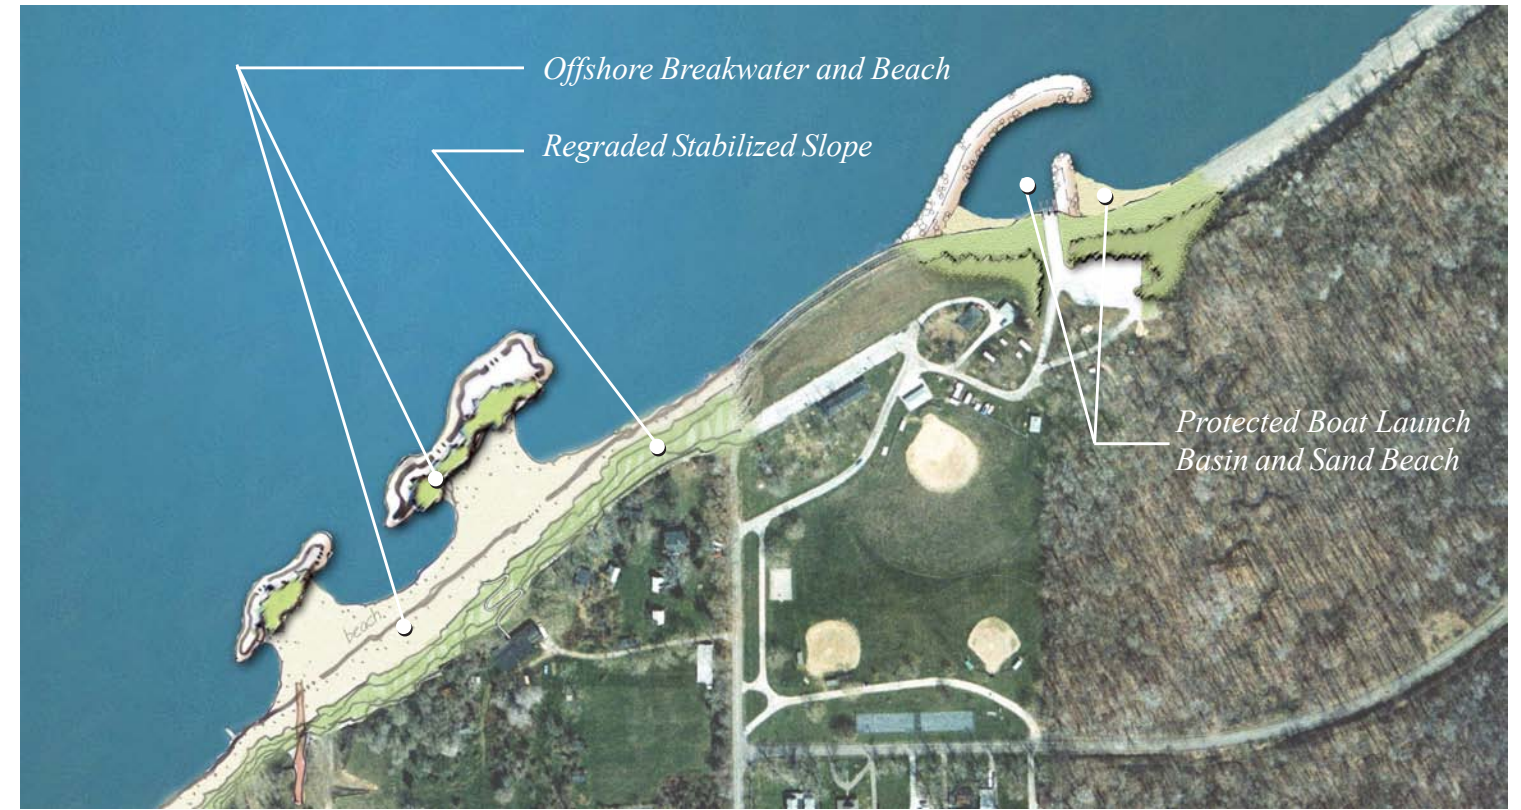 Offshore Breakwater and Beach
Regraded Stabilized Slope
Protected Boat Launch
Basin and Sand Beach
beach